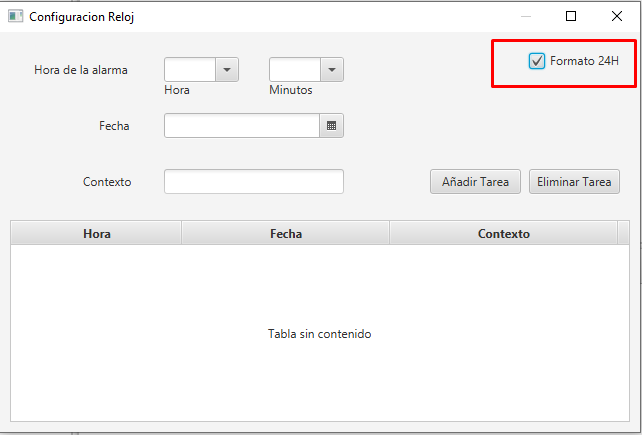 Configuracion Reloj
Formato 24H
Hora de la alarma
Hora
Minutos
Fecha
Contexto
Añadir Tarea
Eliminar Tarea
Hora
Fecha
Contexto
Tabla sin contenido